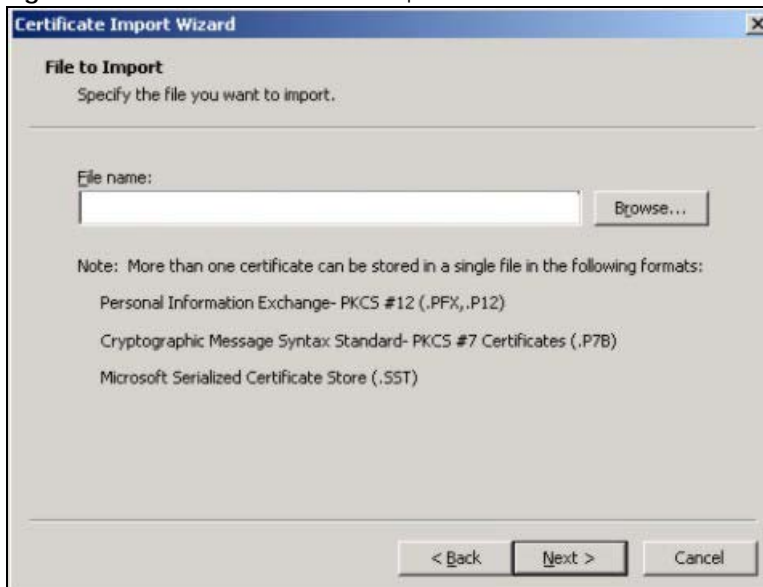 Certificate Import Wizard
File to Import
Specify the file you want to import.
File name:
Browse...
Note: More than one certificate can be stored in a single file in the following formats:
Personal Information Exchange- PKCS #12 (.PFX,.P12)
Cryptographic Message Syntax Standard- PKCS #7 Certificates (.P7B)
Microsoft Serialized Certificate Store (.SST)
< Back
Next >
Cancel